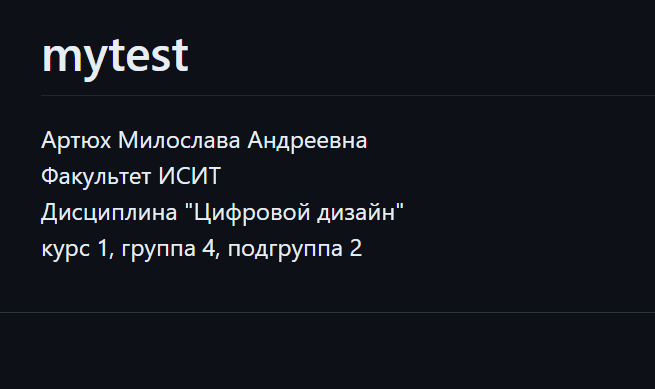 mytest
Артюх Милослава Андреевна
Факультет ИСИТ
Дисциплина "Цифровой дизайн"
курс 1, группа 4, подгруппа 2